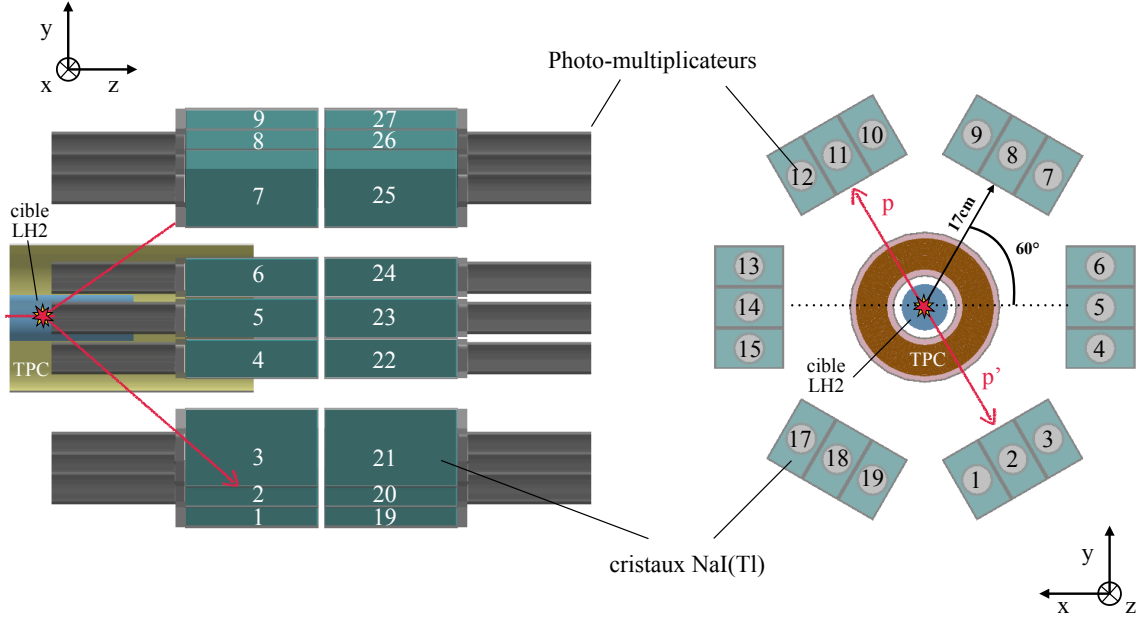 y
x
z
Photo-multiplicateurs
9
27
8
26
7
25
cible
LH2
6
24
5
23
4
22
TPC
3
21
2
20
1
19
cristaux NaI(Tl)
12
11
10
9
8
7
p
17cm
60°
13
14
15
6
5
4
TPC
cible
LH2
p'
17
18
19
1
2
3
y
x
z